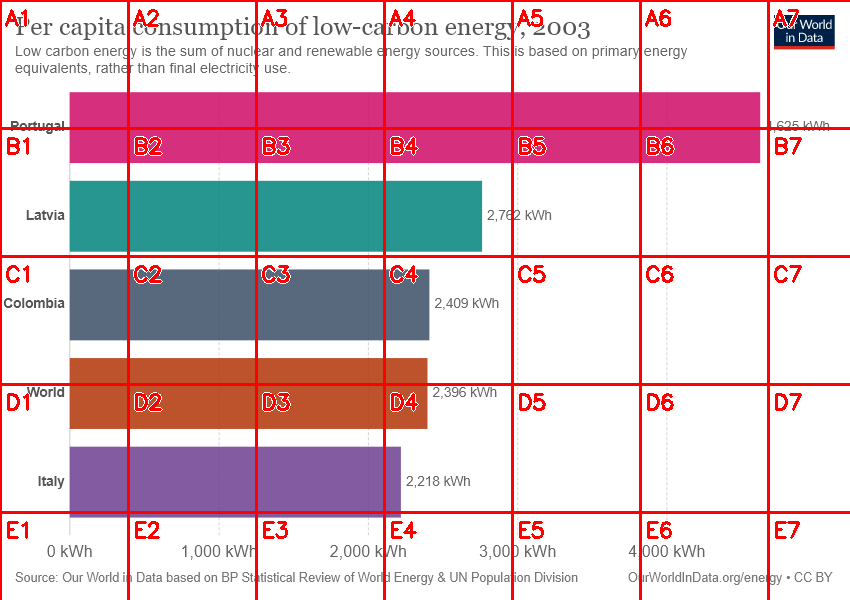 A1 A2 A3 A4 A5 A6 A7
Per capita consumption of low-carbon energy, 2003
Our World
in Data
Low carbon energy is the sum of nuclear and renewable energy sources. This is based on primary energy
equivalents, rather than final electricity use.
Portugal 4,625 kWh
B1 B2 B3 B4 B5 B6 B7
Latvia 2,762 kWh
C1 C2 C3 C4 C5 C6 C7
Colombia 2,409 kWh
World 2,396 kWh
D1 D2 D3 D4 D5 D6 D7
Italy 2,218 kWh
E1 E2 E3 E4 E5 E6 E7
0 kWh 1,000 kWh 2,000 kWh 3,000 kWh 4,000 kWh
Source: Our World in Data based on BP Statistical Review of World Energy & UN Population Division OurWorldInData.org/energy • CC BY